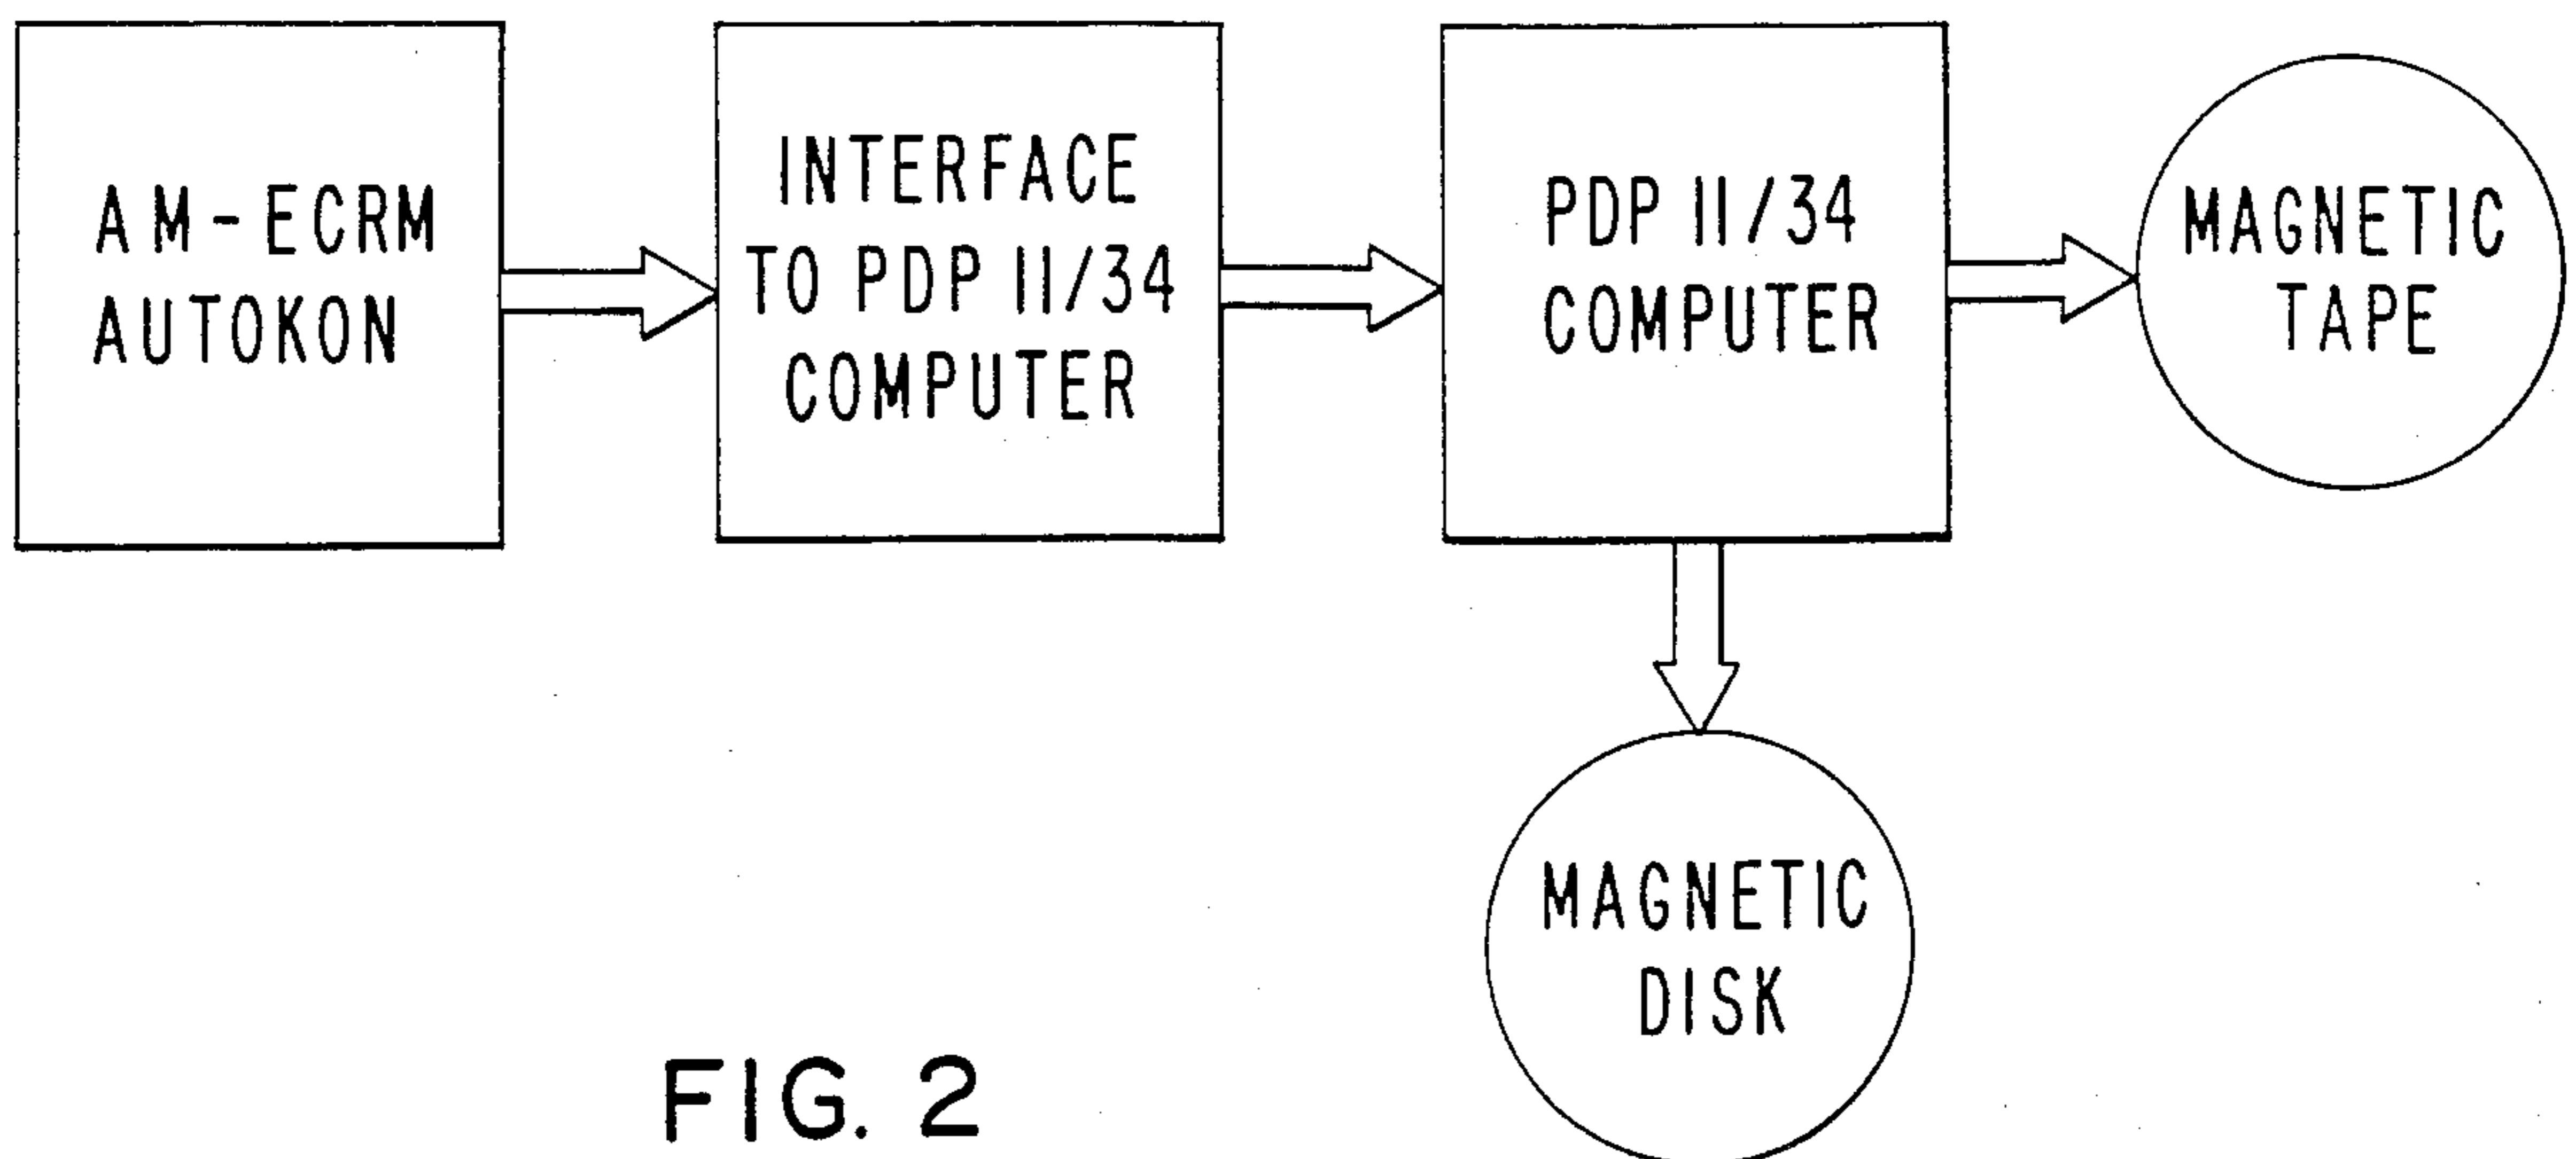 AM-ECRM
AUTOKON
INTERFACE
TO PDP 11/34
COMPUTER
PDP 11/34
COMPUTER
MAGNETIC
TAPE
MAGNETIC
DISK
FIG. 2